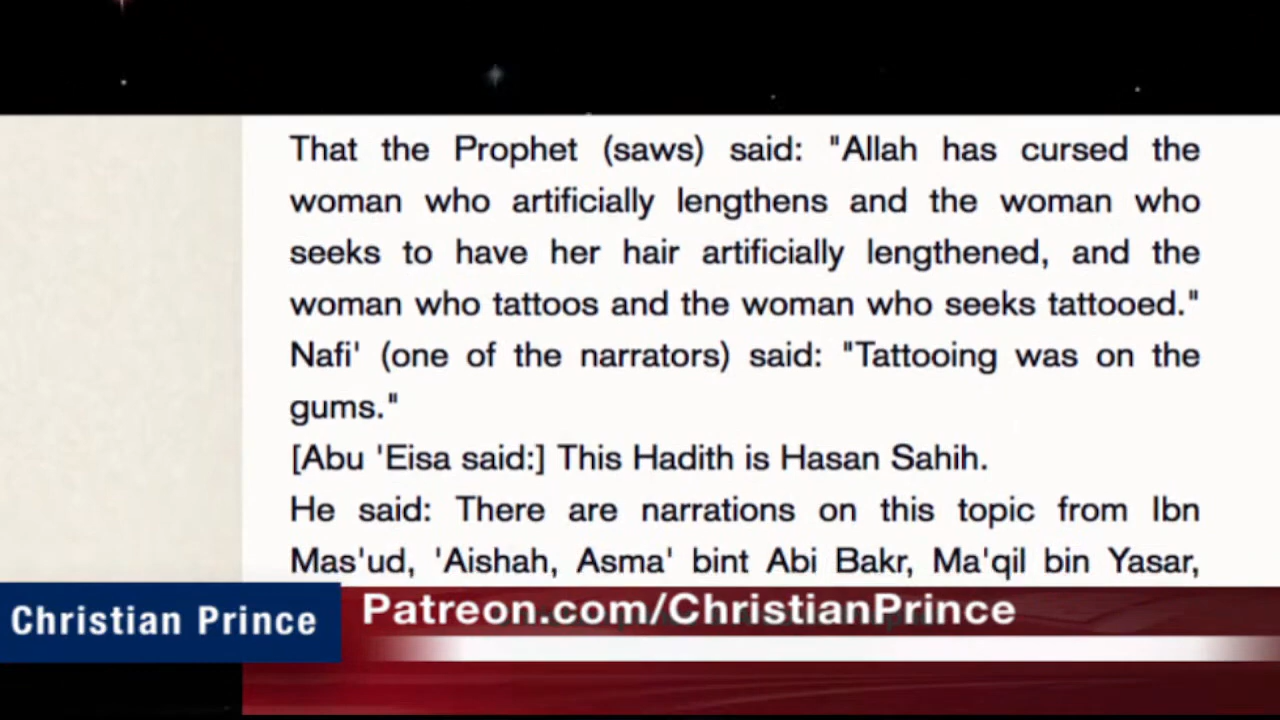 That the Prophet (saws) said: "Allah has cursed the
woman who artificially lengthens and the woman who
seeks to have her hair artificially lengthened, and the
woman who tattoos and the woman who seeks tattooed."
Nafi' (one of the narrators) said: "Tattooing was on the
gums."
[Abu 'Eisa said:] This Hadith is Hasan Sahih.
He said: There are narrations on this topic from Ibn
Mas'ud, 'Aishah, Asma' bint Abi Bakr, Ma'qil bin Yasar,
Christian Prince
Patreon.com/ChristianPrince